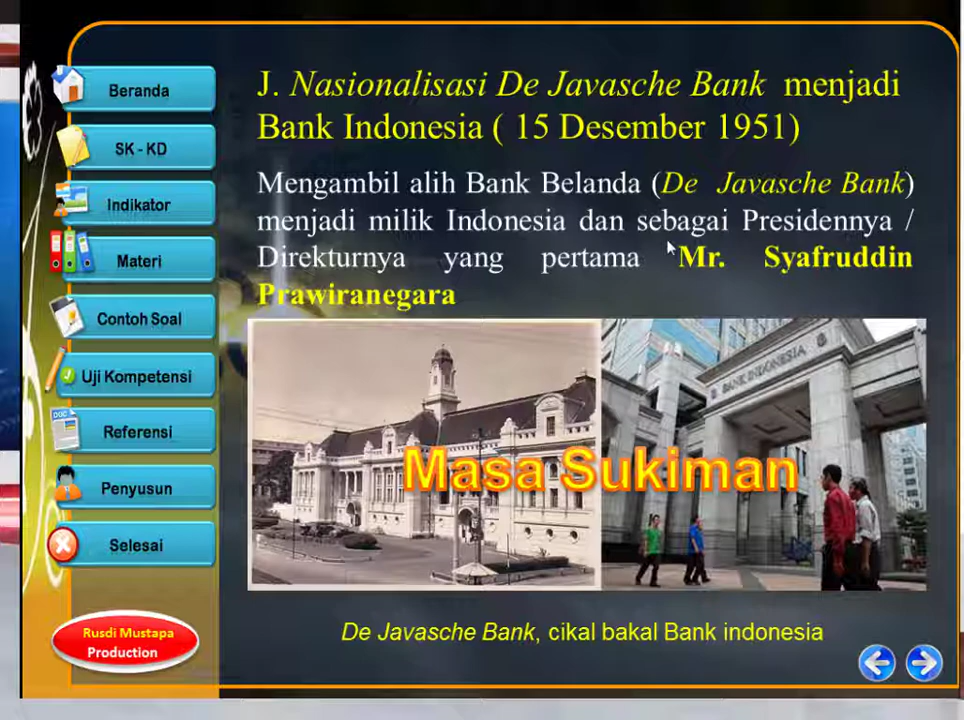 J. Nasionalisasi De Javasche Bank menjadi
Bank Indonesia ( 15 Desember 1951)
Mengambil alih Bank Belanda (De Javasche Bank)
menjadi milik Indonesia dan sebagai Presidennya /
Direkturnya yang pertama Mr. Syafruddin
Prawiranegara
BANK INDONESIA
Masa Sukiman
De Javasche Bank, cikal bakal Bank indonesia
Beranda
SK - KD
Indikator
Materi
Contoh Soal
Uji Kompetensi
DOC
Referensi
Penyusun
Selesai
Rusdi Mustapa
Production